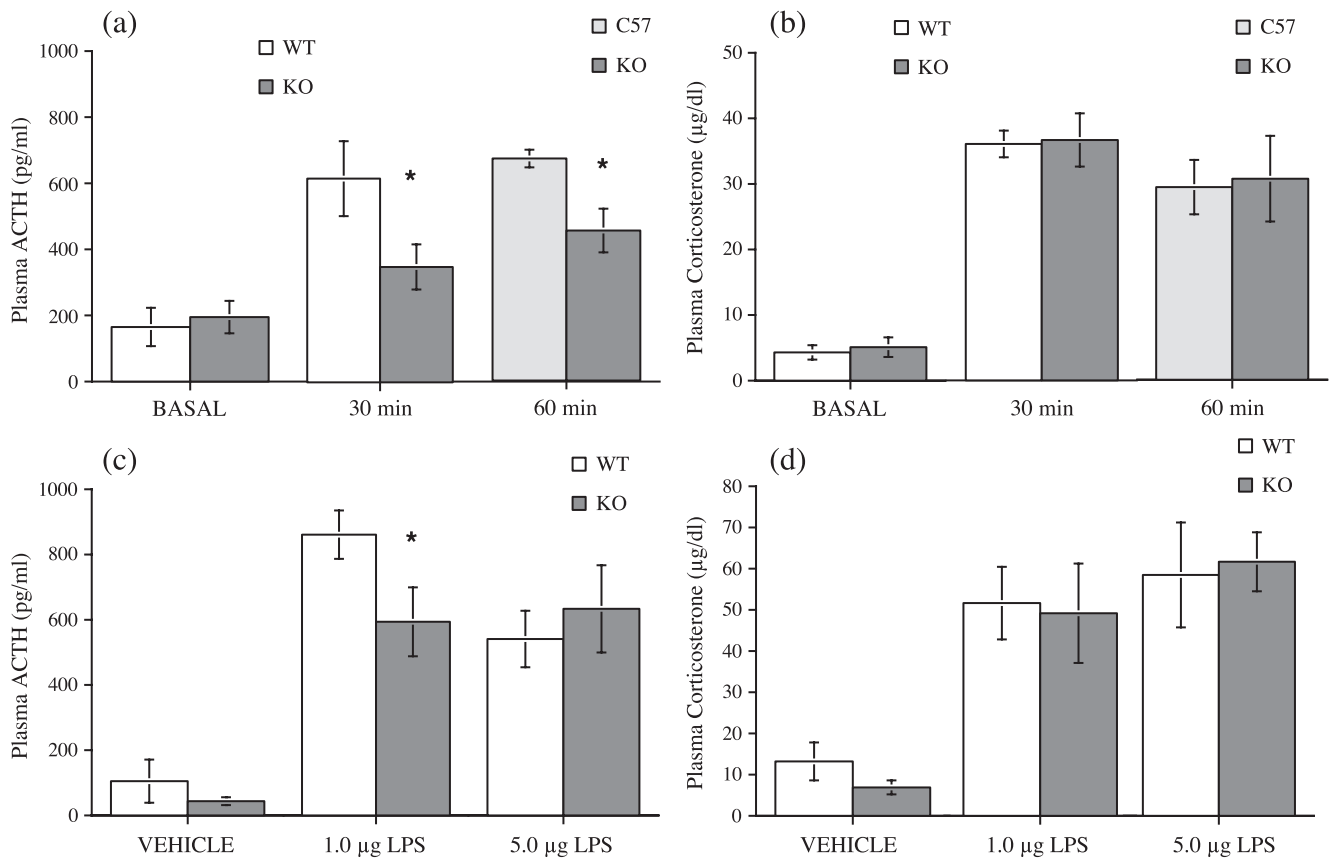 (a)
WT
KO
C57
KO
Plasma ACTH (pg/ml)
1000
800
600
400
200
0
*
*
BASAL 30 min 60 min
(b)
WT
KO
C57
KO
Plasma Corticosterone (µg/dl)
50
40
30
20
10
0
BASAL 30 min 60 min
(c)
WT
KO
Plasma ACTH (pg/ml)
1000
800
600
400
200
0
*
VEHICLE 1.0 µg LPS 5.0 µg LPS
(d)
WT
KO
Plasma Corticosterone (µg/dl)
80
70
60
50
40
30
20
10
0
VEHICLE 1.0 µg LPS 5.0 µg LPS